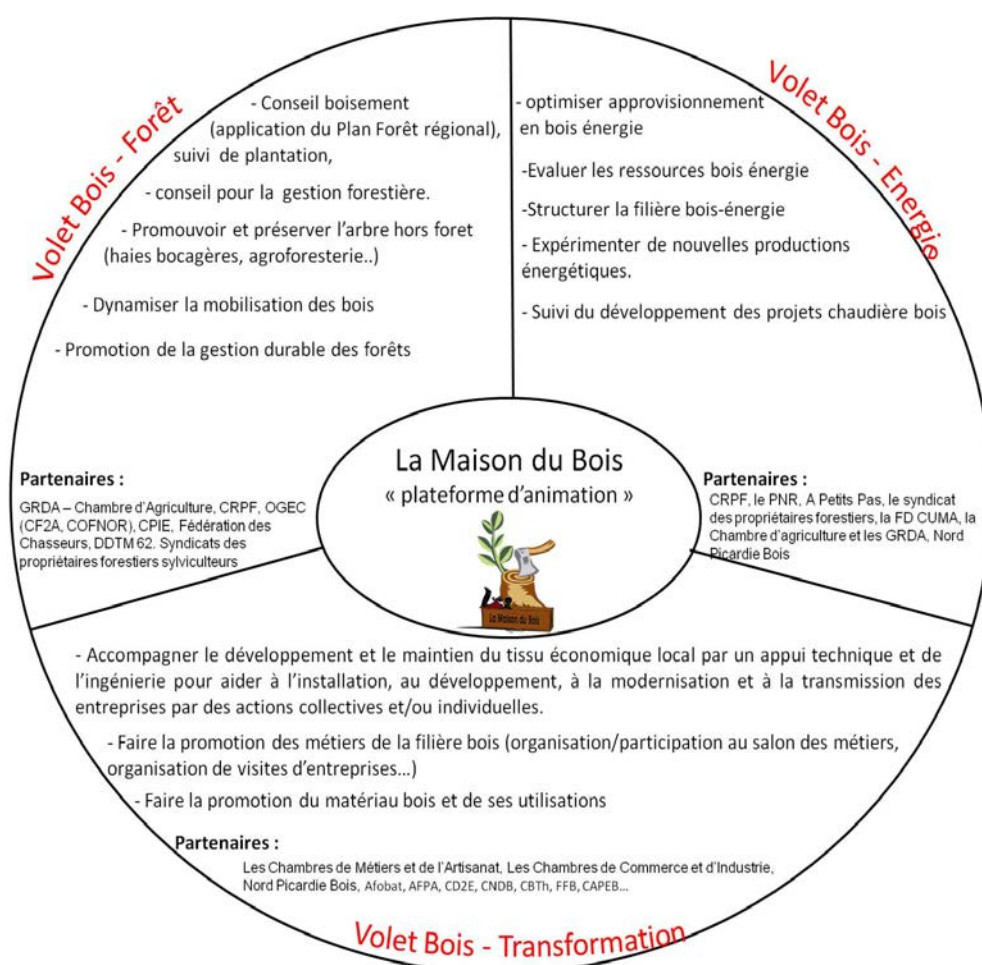 Volet Bois - Forêt
- Conseil boisement
(application du Plan Forêt régional),
suivi de plantation,
- conseil pour la gestion forestière.
- Promouvoir et préserver l'arbre hors foret
(haies bocagères, agroforesterie..)
- Dynamiser la mobilisation des bois
- Promotion de la gestion durable des forêts
Partenaires :
GRDA – Chambre d'Agriculture, CRPF, OGEC
(CF2A, COFNOR), CPIE, Fédération des
Chasseurs, DDTM 62. Syndicats des
propriétaires forestiers sylviculteurs
Volet Bois - Energie
- optimiser approvisionnement
en bois énergie
-Evaluer les ressources bois énergie
-Structurer la filière bois-énergie
- Expérimenter de nouvelles productions
énergétiques.
- Suivi du développement des projets chaudière bois
Partenaires :
CRPF, le PNR, A Petits Pas, le syndicat
des propriétaires forestiers, la FD CUMA, la
Chambre d'agriculture et les GRDA, Nord
Picardie Bois
La Maison du Bois
« plateforme d'animation »
La Maison du Bois
- Accompagner le développement et le maintien du tissu économique local par un appui technique et de
l'ingénierie pour aider à l'installation, au développement, à la modernisation et à la transmission des
entreprises par des actions collectives et/ou individuelles.
- Faire la promotion des métiers de la filière bois (organisation/participation au salon des métiers,
organisation de visites d'entreprises...)
- Faire la promotion du matériau bois et de ses utilisations
Partenaires :
Les Chambres de Métiers et de l'Artisanat, Les Chambres de Commerce et d'Industrie,
Nord Picardie Bois, Afobat, AFPA, CD2E, CNDB, CBTh, FFB, CAPEB...
Volet Bois - Transformation